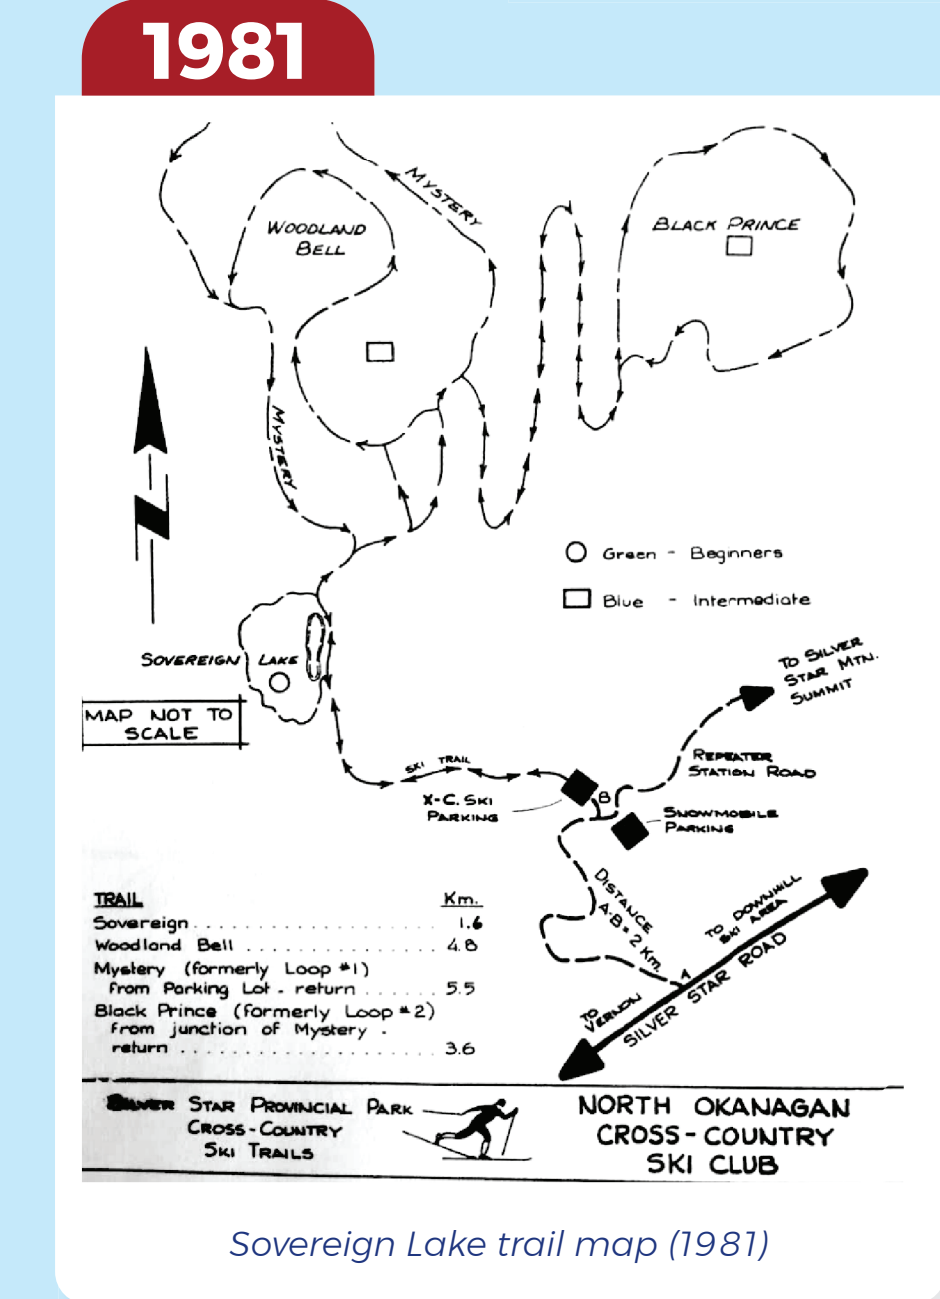 1981
MYSTERY
WOODLAND
BELL
BLACK PRINCE
MYSTERY
Green - Beginners
Blue - Intermediate
SOVEREIGN LAKE
TO SILVER
STAR MTN.
SUMMIT
MAP NOT TO
SCALE
REPEATER
STATION ROAD
SKI TRAIL
X-C. SKI
PARKING
B
SNOWMOBILE
PARKING
DISTANCE
A-B = 2 Km.
TO DOWNHILL
SKI AREA
A
TO
VERNON
SILVER STAR ROAD
TRAIL Km.
Sovereign . . . . . . . . . . . . . . . . . . . . . 1.6
Woodland Bell . . . . . . . . . . . . . . . 4.8
Mystery (formerly Loop #1)
from Parking Lot - return . . . . . . 5.5
Black Prince (formerly Loop #2)
from junction of Mystery -
return . . . . . . . . . . . . . . . . . . . . . 3.6
SILVER STAR PROVINCIAL PARK
CROSS-COUNTRY
SKI TRAILS
NORTH OKANAGAN
CROSS-COUNTRY
SKI CLUB
Sovereign Lake trail map (1981)